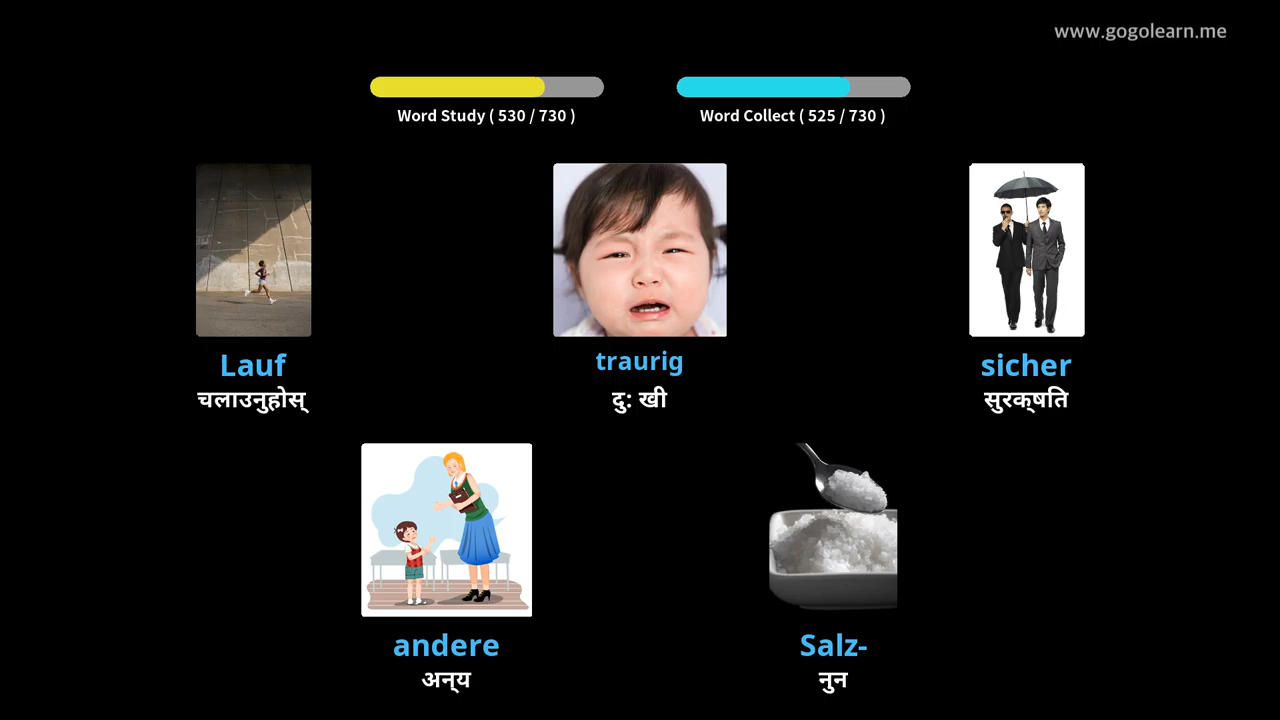 www.gogolearn.me
Word Study ( 530 / 730 )
Word Collect ( 525 / 730 )
Lauf
चलाउनुहोस्
traurig
दु: खी
sicher
सुरक्षति
andere
अन्य
Salz-
नुन